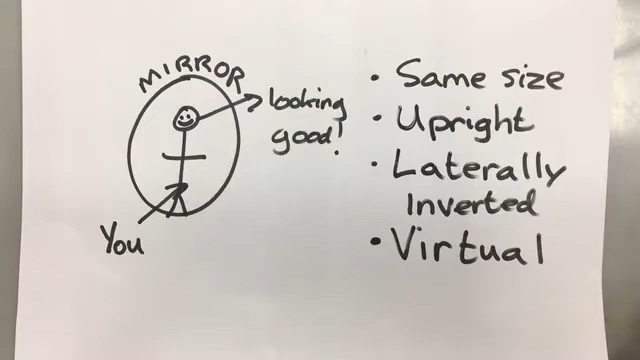 MIRROR
looking
good!
You
• Same size
• Upright
• Laterally
Inverted
• Virtual